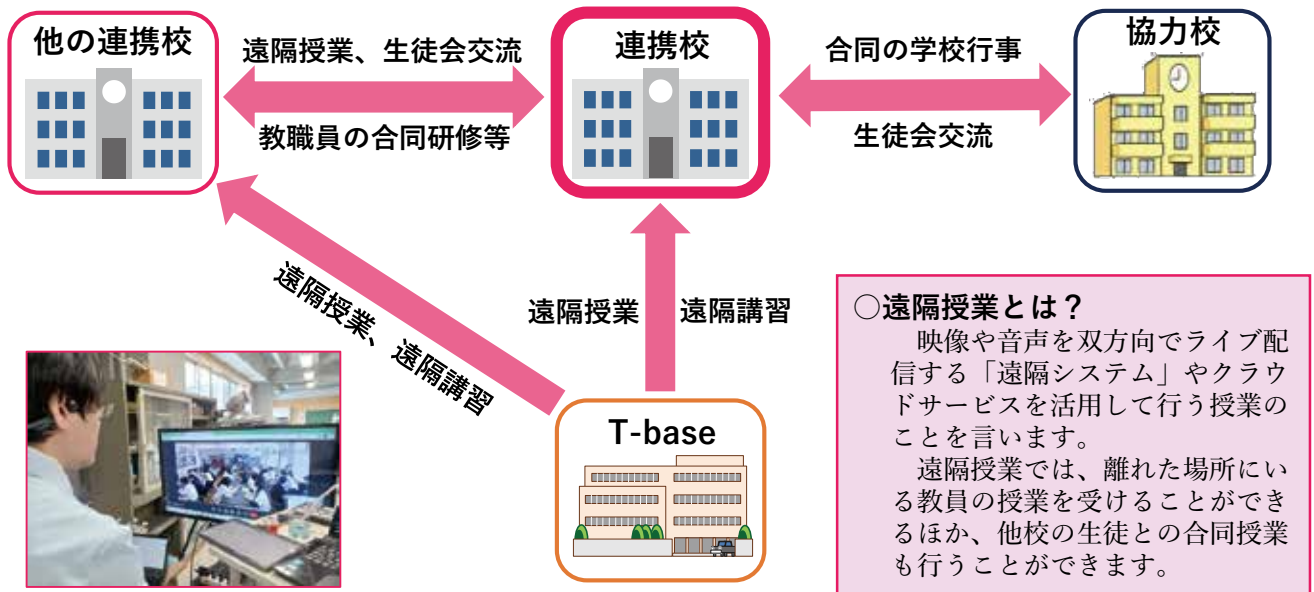 他の連携校
遠隔授業、生徒会交流
教職員の合同研修等
連携校
合同の学校行事
生徒会交流
協力校
遠隔授業、遠隔講習
遠隔授業
遠隔講習
T-base
○遠隔授業とは？
映像や音声を双方向でライブ配
信する「遠隔システム」やクラウ
ドサービスを活用して行う授業の
ことを言います。
遠隔授業では、離れた場所にい
る教員の授業を受けることができ
るほか、他校の生徒との合同授業
も行うことができます。